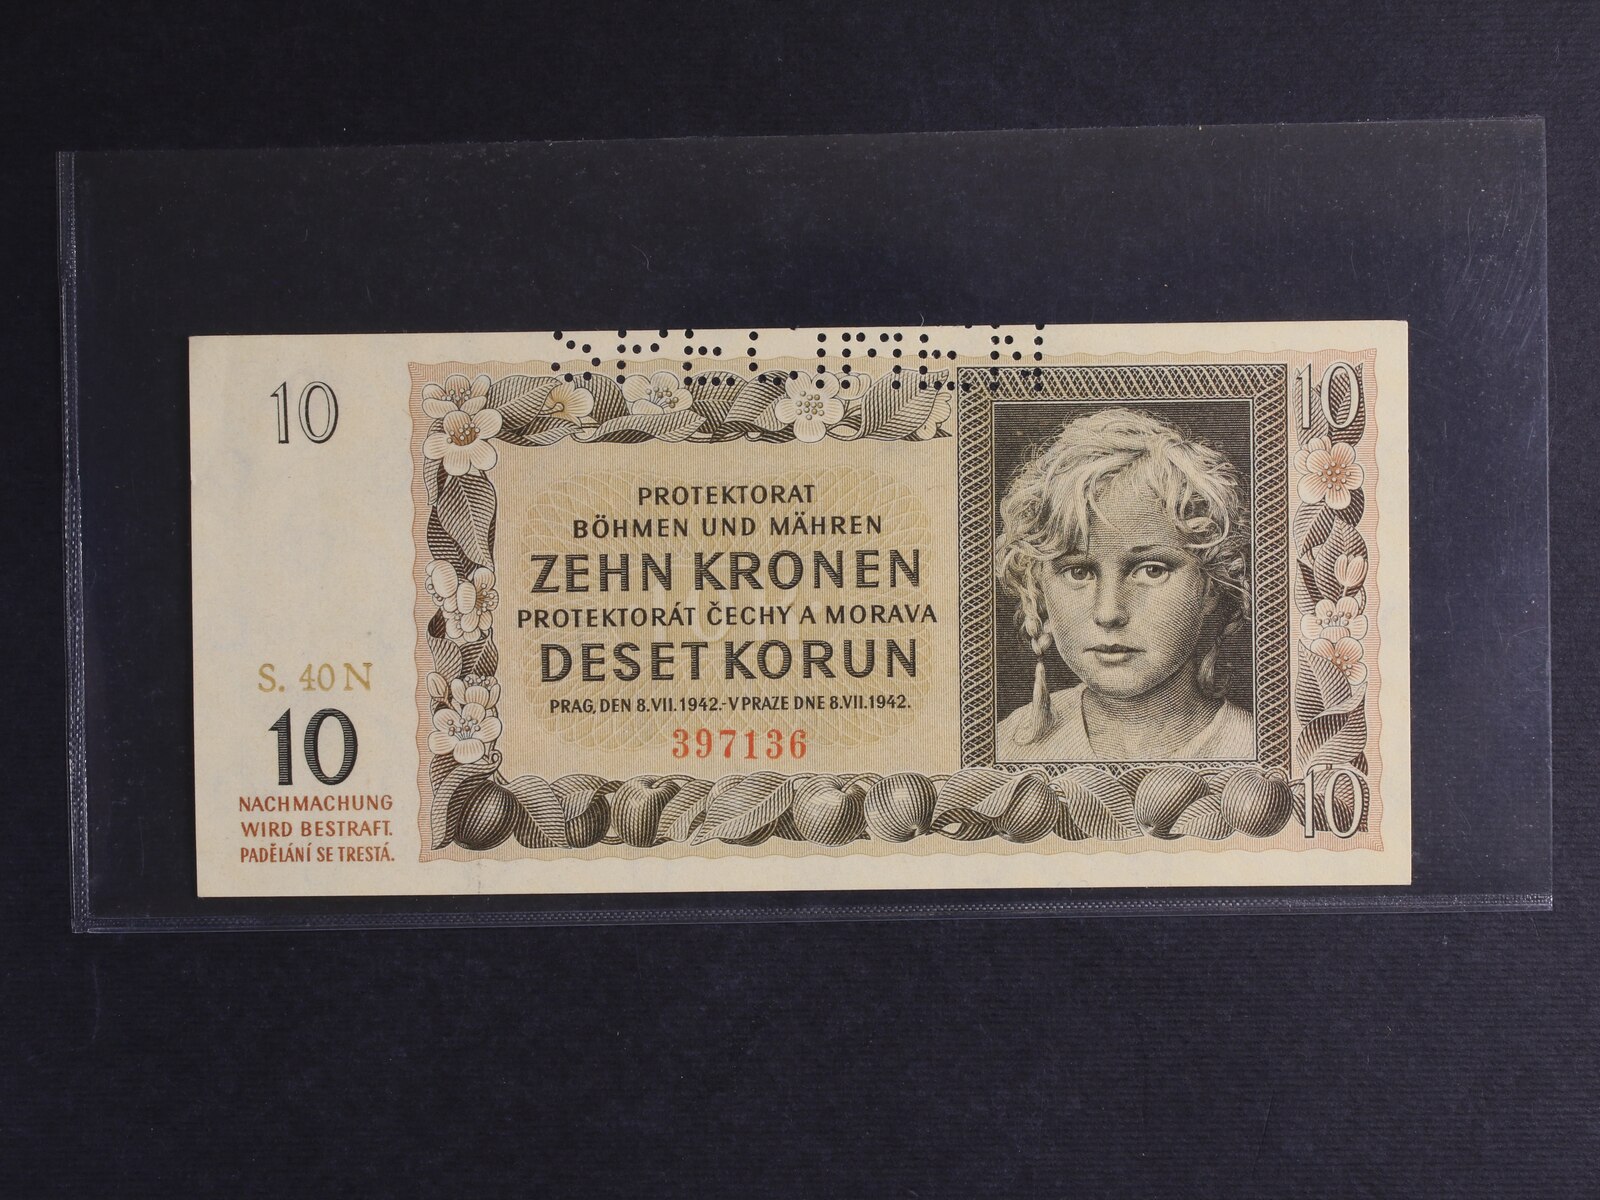 SPECIMEN
10
10
PROTEKTORAT
BÖHMEN UND MÄHREN
ZEHN KRONEN
PROTEKTORÁT ČECHY A MORAVA
DESET KORUN
PRAG, DEN 8.VII.1942.-V PRAZE DNE 8.VII.1942.
397136
S. 40 N
10
NACHMACHUNG
WIRD BESTRAFT.
PADĚLÁNÍ SE TRESTÁ.
10